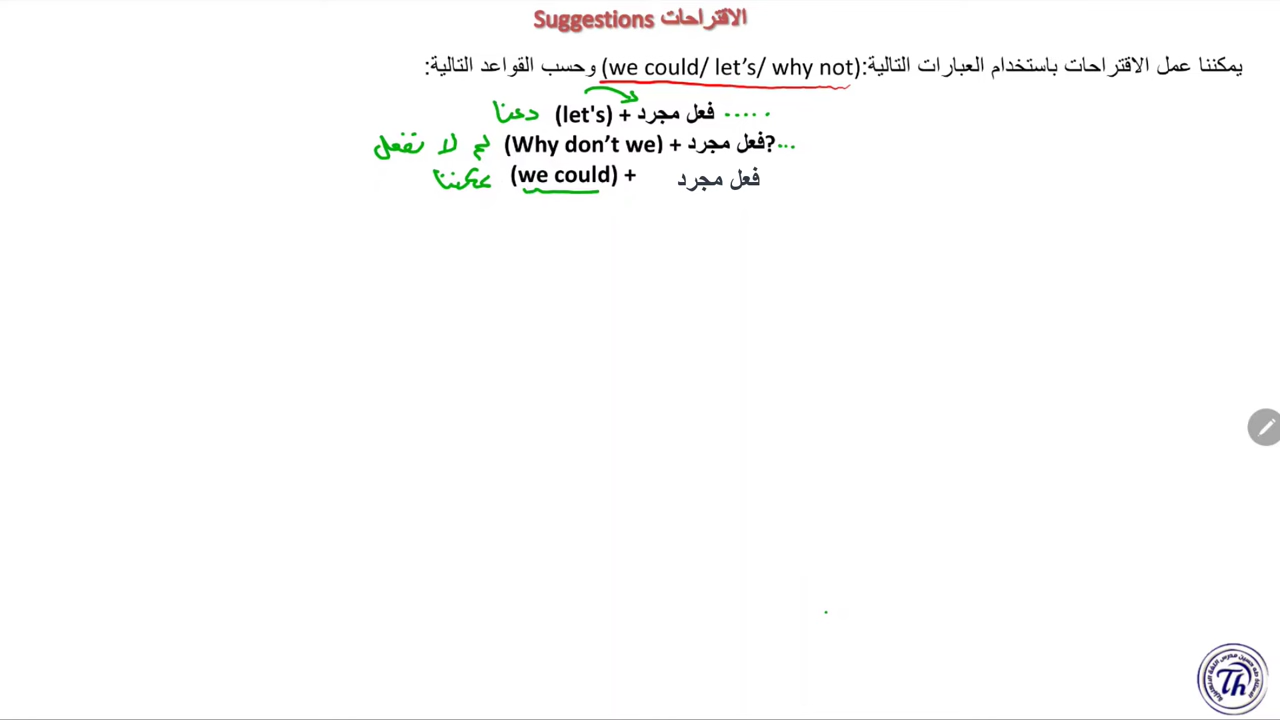 الاقتراحات Suggestions
يمكننا عمل الاقتراحات باستخدام العبارات التالية:(we could/ let's/ why not) وحسب القواعد التالية:
دعنا (let's) + فعل مجرد .....
لم لا نفعل (Why don't we) + فعل مجرد?...
يمكننا (we could) + فعل مجرد
Th